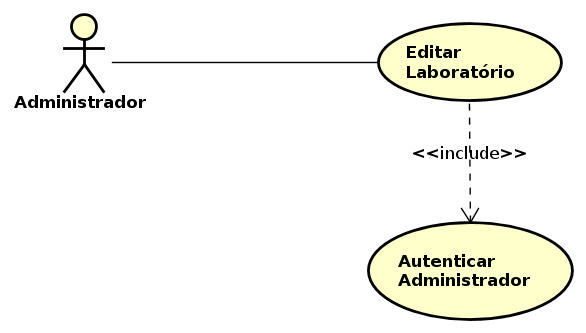 Editar
Laboratório
Administrador
<<include>>
Autenticar
Administrador